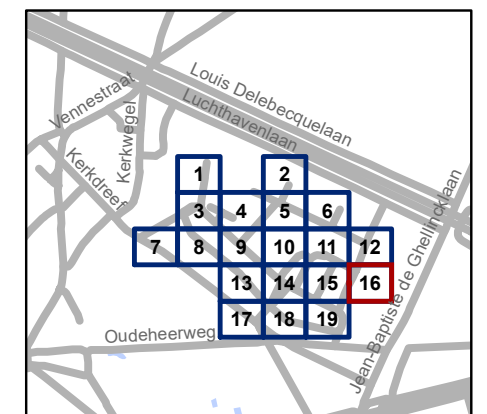 Louis Delebecquelaan
Luchthavenlaan
Vennestraat
Kerkwegel
Kerkdreef
1 2
3 4 5 6
7 8 9 10 11 12
13 14 15 16
17 18 19
Oudeheerweg
Jean-Baptiste de Ghellincklaan